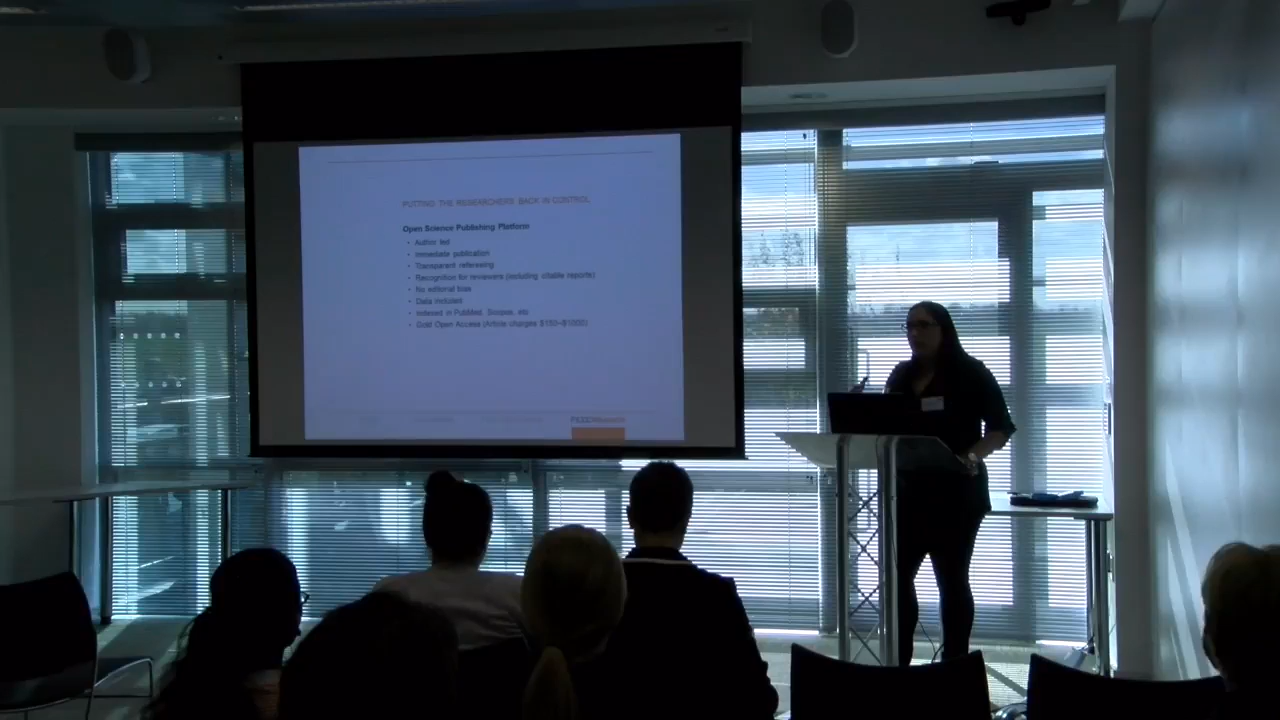 PUTTING THE RESEARCHERS BACK IN CONTROL
Open Science Publishing Platform
• Author led
• Immediate publication
• Transparent refereeing
• Recognition for reviewers (including citable reports)
• No editorial bias
• Data included
• Indexed in PubMed, Scopus, etc
• Gold Open Access (Article charges $150–$1000)
F1000Research